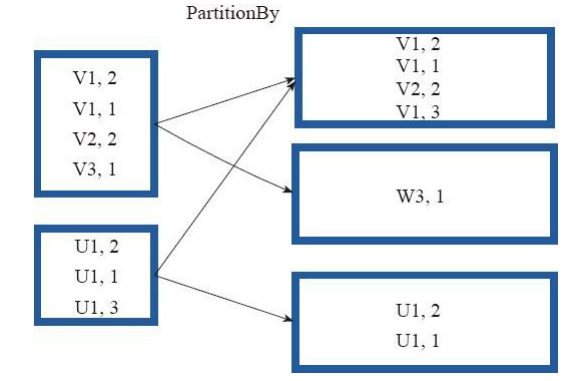 PartitionBy
V1, 2
V1, 1
V2, 2
V3, 1
U1, 2
U1, 1
U1, 3
V1, 2
V1, 1
V2, 2
V1, 3
W3, 1
U1, 2
U1, 1